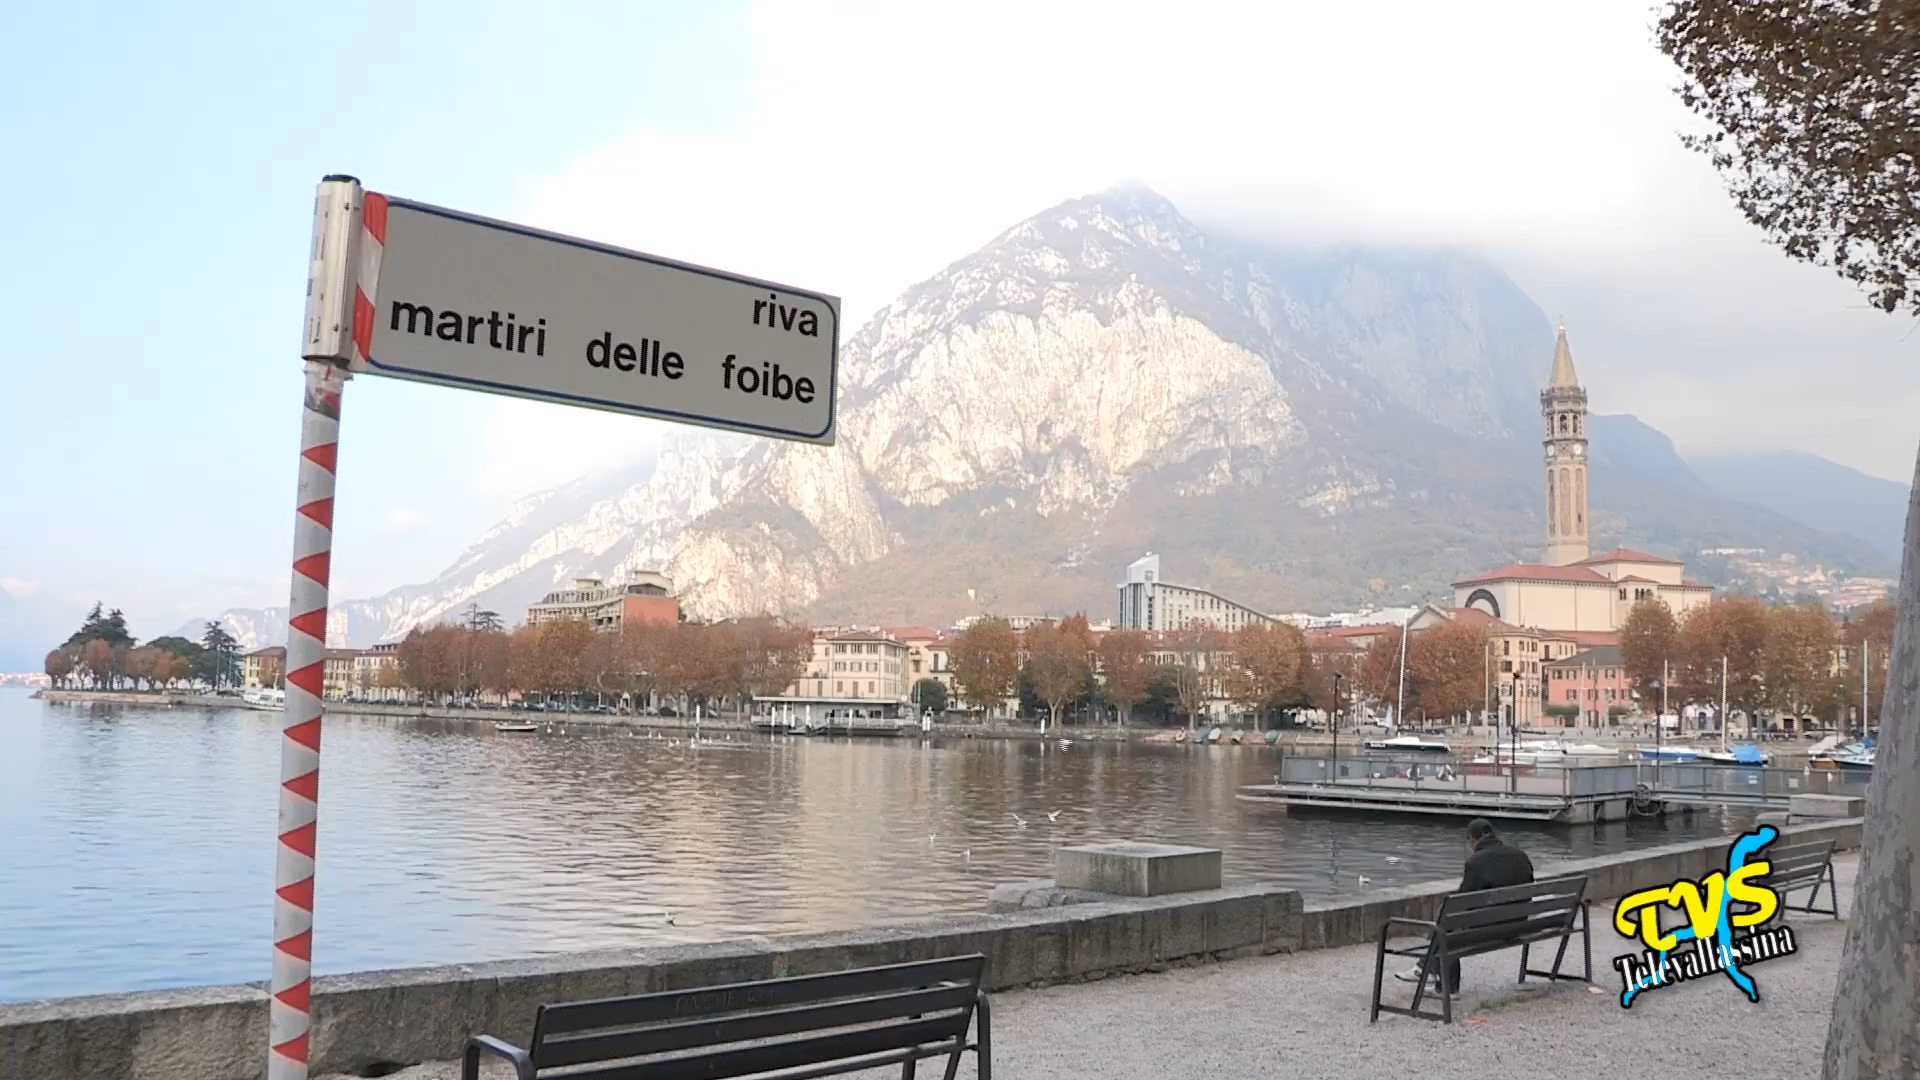 riva
martiri delle foibe
TVS
Televallassina